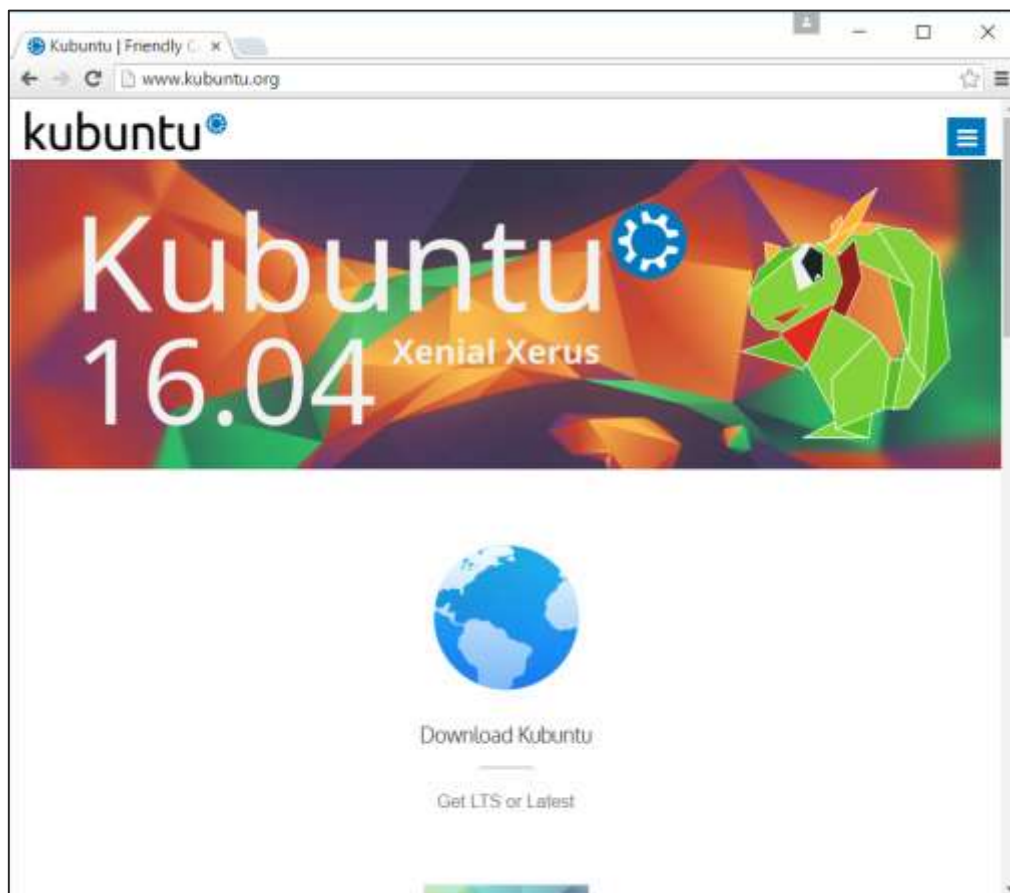 Kubuntu | Friendly C
www.kubuntu.org
kubuntu
Kubuntu
16.04 Xenial Xerus
Download Kubuntu
Get LTS or Latest